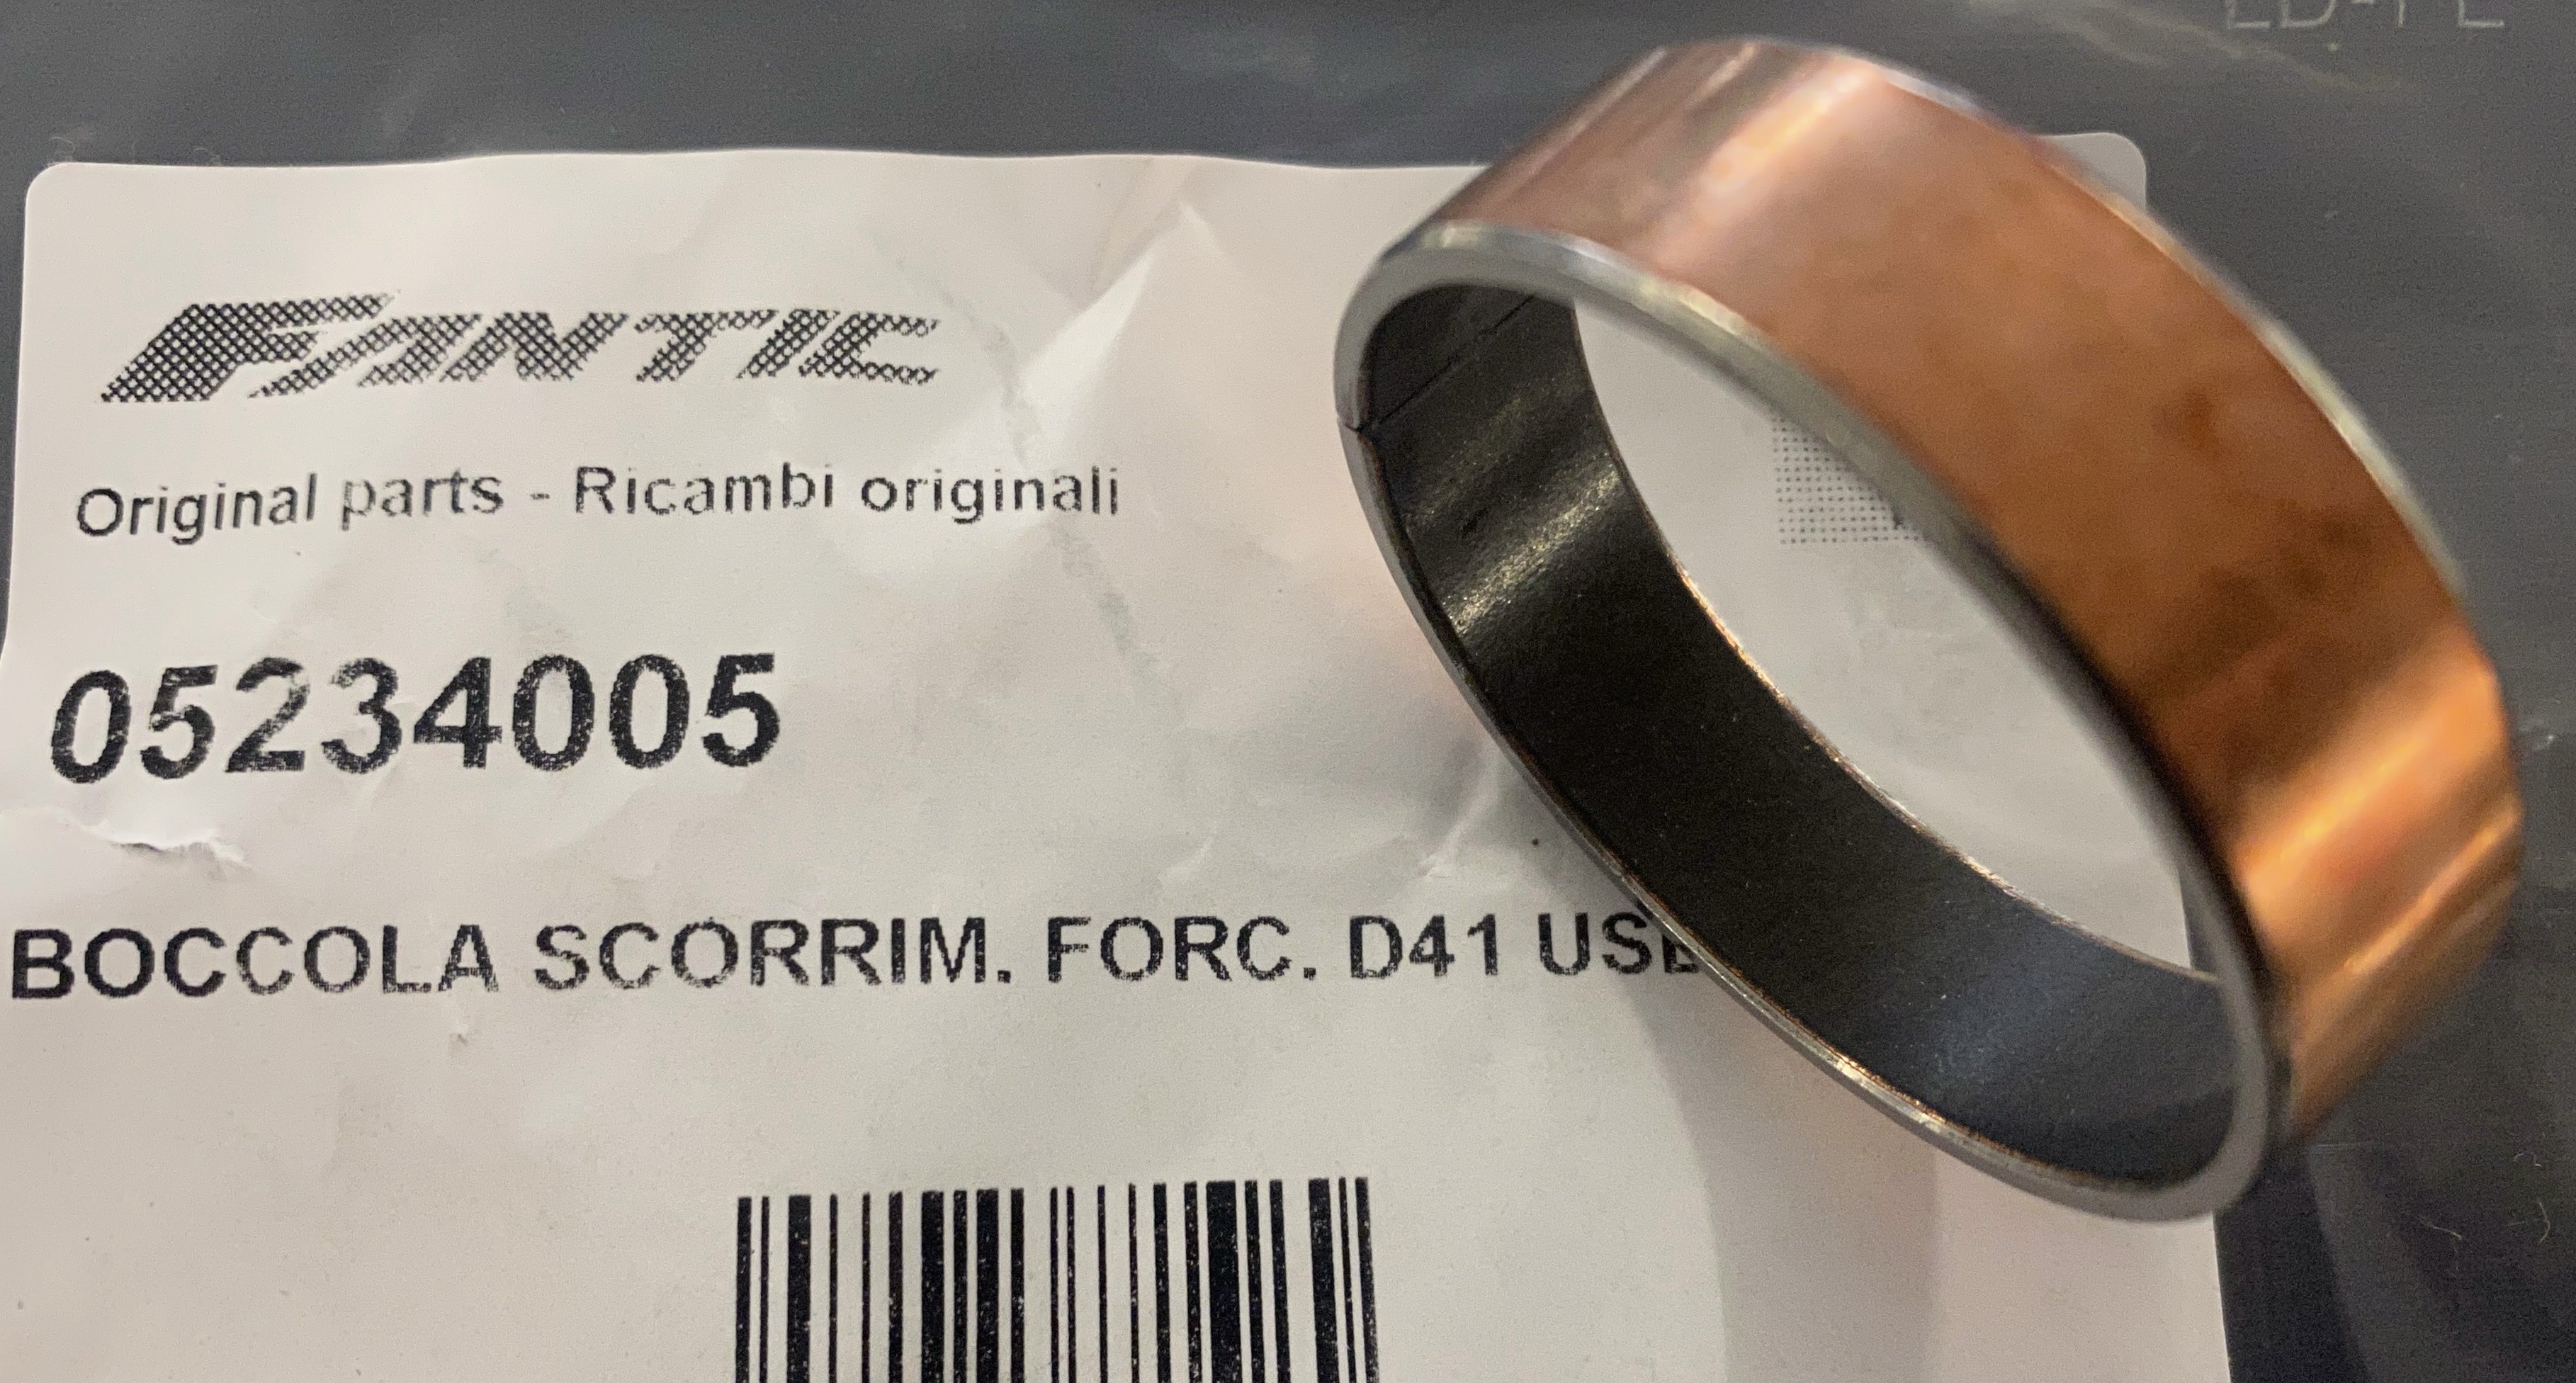 FANTIC
Original parts - Ricambi originali
05234005
BOCCOLA SCORRIM. FORC. D41